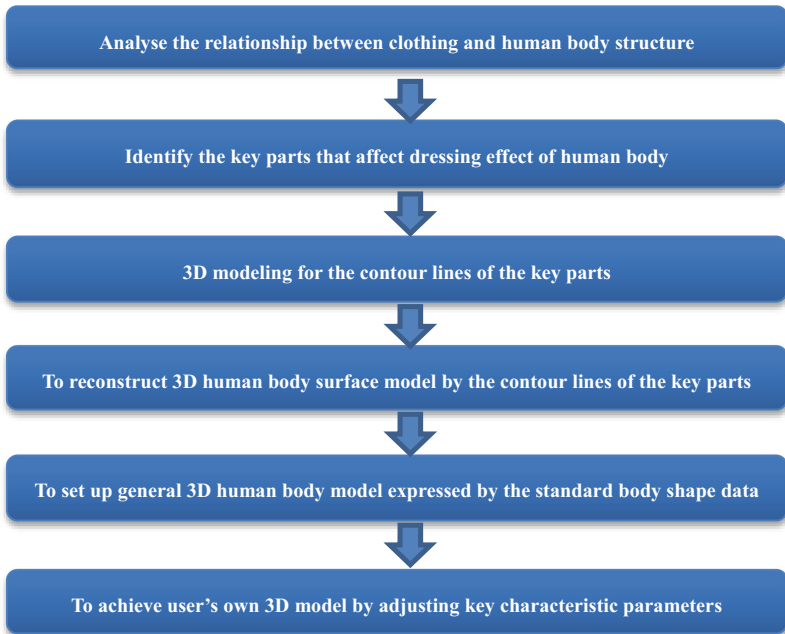 Analyse the relationship between clothing and human body structure
Identify the key parts that affect dressing effect of human body
3D modeling for the contour lines of the key parts
To reconstruct 3D human body surface model by the contour lines of the key parts
To set up general 3D human body model expressed by the standard body shape data
To achieve user’s own 3D model by adjusting key characteristic parameters